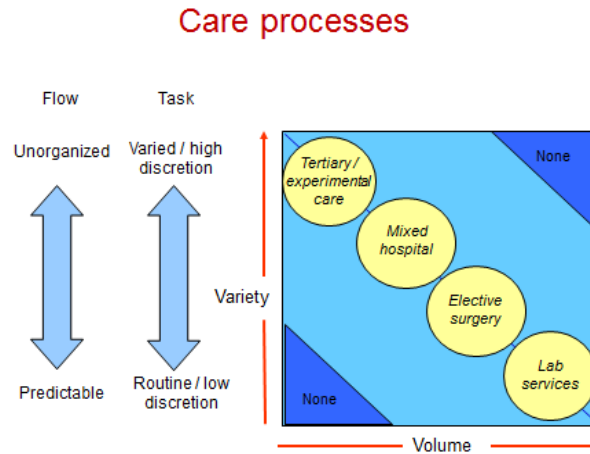 Care processes
Flow
Task
Unorganized
Varied / high
discretion
Predictable
Routine / low
discretion
Variety
None
Tertiary /
experimental
care
Mixed
hospital
Elective
surgery
Lab
services
None
Volume